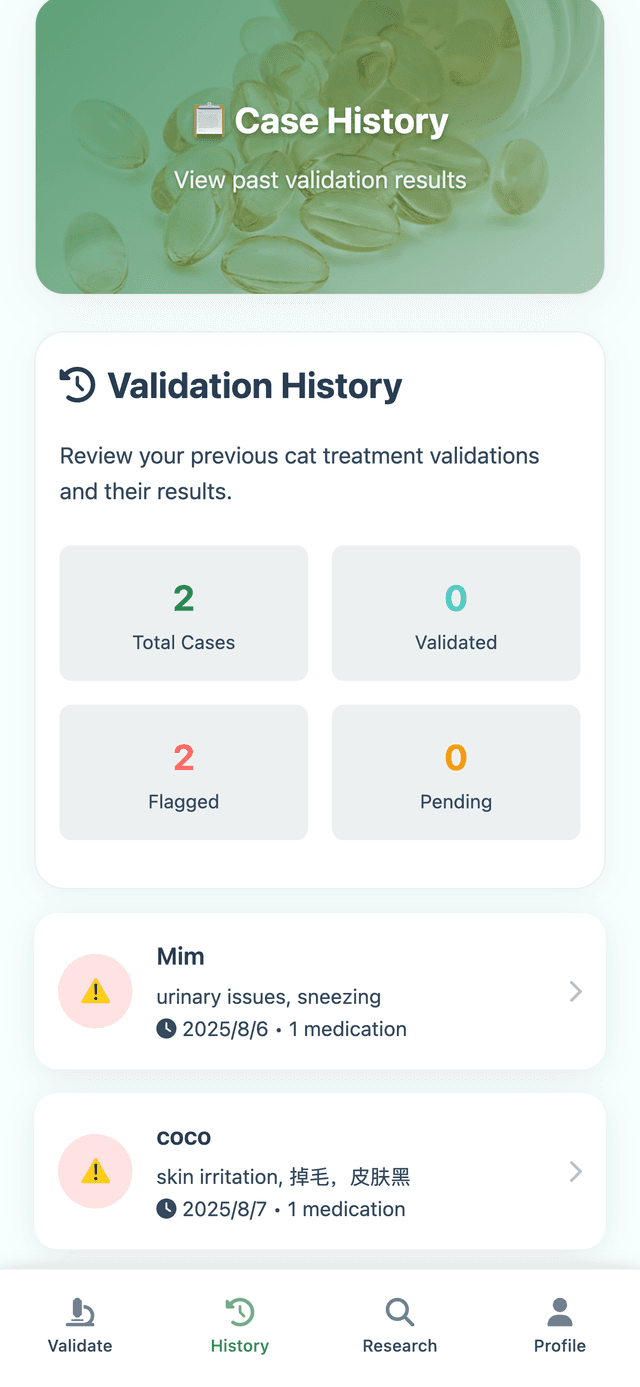 📋 Case History
View past validation results
Validation History
Review your previous cat treatment validations
and their results.
2
Total Cases
0
Validated
2
Flagged
0
Pending
Mim
urinary issues, sneezing
2025/8/6 • 1 medication
coco
skin irritation, 掉毛，皮肤黑
2025/8/7 • 1 medication
Validate
History
Research
Profile